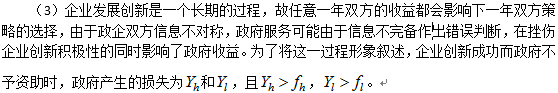 （3）企业发展创新是一个长期的过程，故任意一年双方的收益都会影响下一年双方策
略的选择，由于政企双方信息不对称，政府服务可能由于信息不完备作出错误判断，在挫伤
企业创新积极性的同时影响了政府收益。为了将这一过程形象叙述，企业创新成功而政府不
予资助时，政府产生的损失为Yh和Yl，且Yh > fh，Yl > fl。